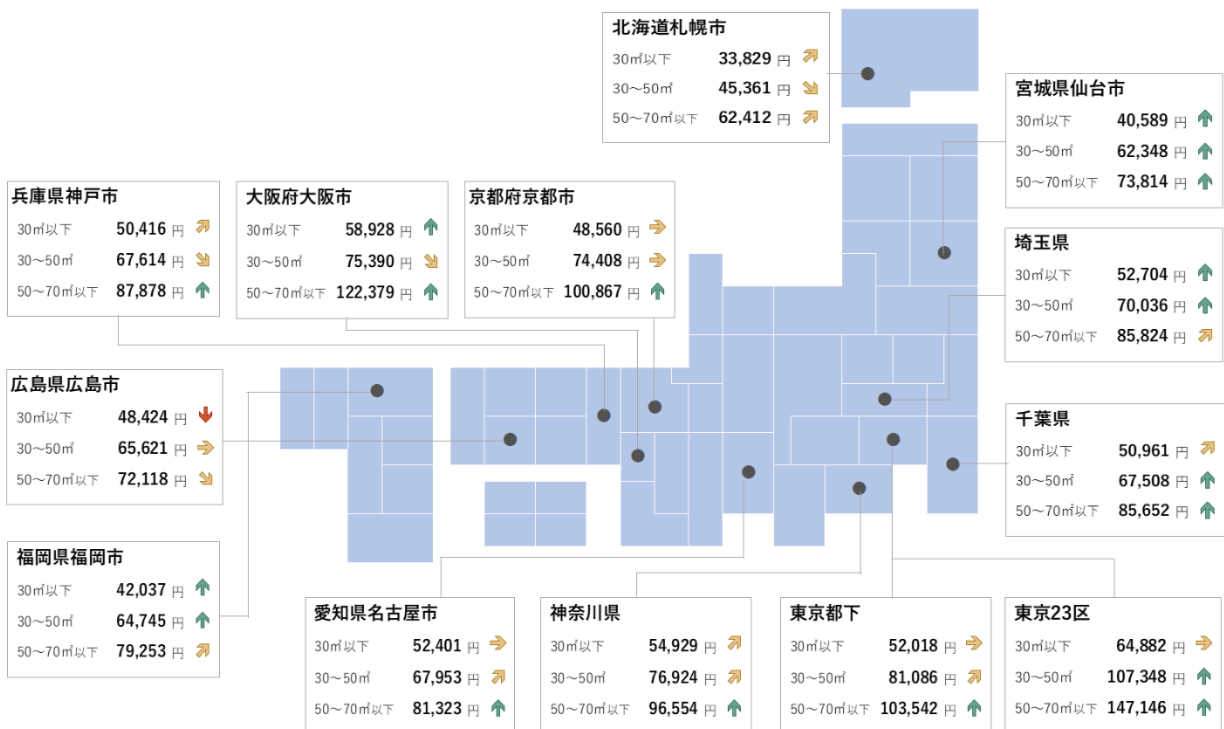 北海道札幌市
30㎡以下 33,829 円
30～50㎡ 45,361 円
50～70㎡以下 62,412 円
宮城県仙台市
30㎡以下 40,589 円
30～50㎡ 62,348 円
50～70㎡以下 73,814 円
兵庫県神戸市
30㎡以下 50,416 円
30～50㎡ 67,614 円
50～70㎡以下 87,878 円
大阪府大阪市
30㎡以下 58,928 円
30～50㎡ 75,390 円
50～70㎡以下 122,379 円
京都府京都市
30㎡以下 48,560 円
30～50㎡ 74,408 円
50～70㎡以下 100,867 円
埼玉県
30㎡以下 52,704 円
30～50㎡ 70,036 円
50～70㎡以下 85,824 円
広島県広島市
30㎡以下 48,424 円
30～50㎡ 65,621 円
50～70㎡以下 72,118 円
千葉県
30㎡以下 50,961 円
30～50㎡ 67,508 円
50～70㎡以下 85,652 円
福岡県福岡市
30㎡以下 42,037 円
30～50㎡ 64,745 円
50～70㎡以下 79,253 円
愛知県名古屋市
30㎡以下 52,401 円
30～50㎡ 67,953 円
50～70㎡以下 81,323 円
神奈川県
30㎡以下 54,929 円
30～50㎡ 76,924 円
50～70㎡以下 96,554 円
東京都下
30㎡以下 52,018 円
30～50㎡ 81,086 円
50～70㎡以下 103,542 円
東京23区
30㎡以下 64,882 円
30～50㎡ 107,348 円
50～70㎡以下 147,146 円